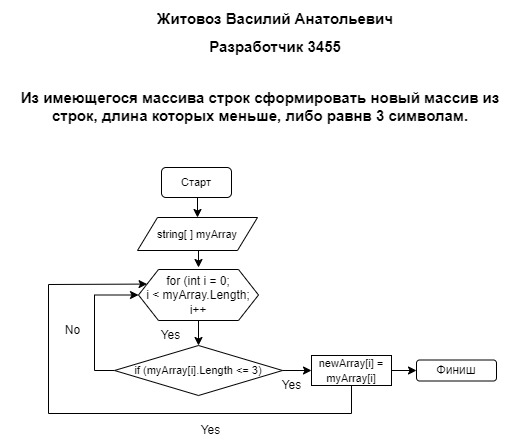 Житовоз Василий Анатольевич
Разработчик 3455
Из имеющегося массива строк сформировать новый массив из
строк, длина которых меньше, либо равнв 3 символам.
Старт
string[ ] myArray
for (int i = 0;
i < myArray.Length;
i++
No
Yes
if (myArray[i].Length <= 3)
Yes
newArray[i] =
myArray[i]
Финиш
Yes